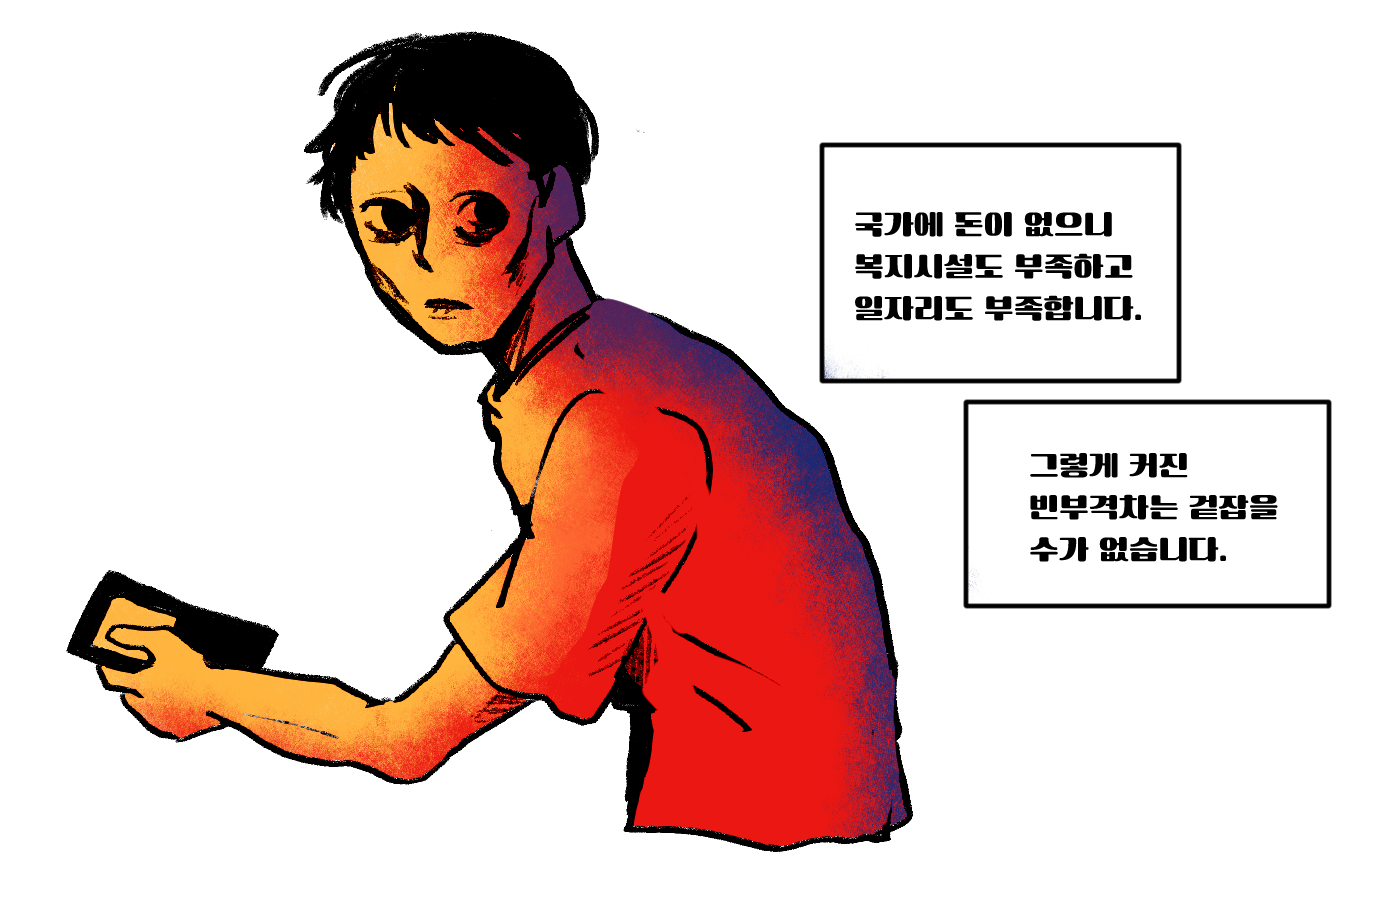 국가에 돈이 없으니
복지시설도 부족하고
일자리도 부족합니다.
그렇게 커진
빈부격차는 겉잡을
수가 없습니다.